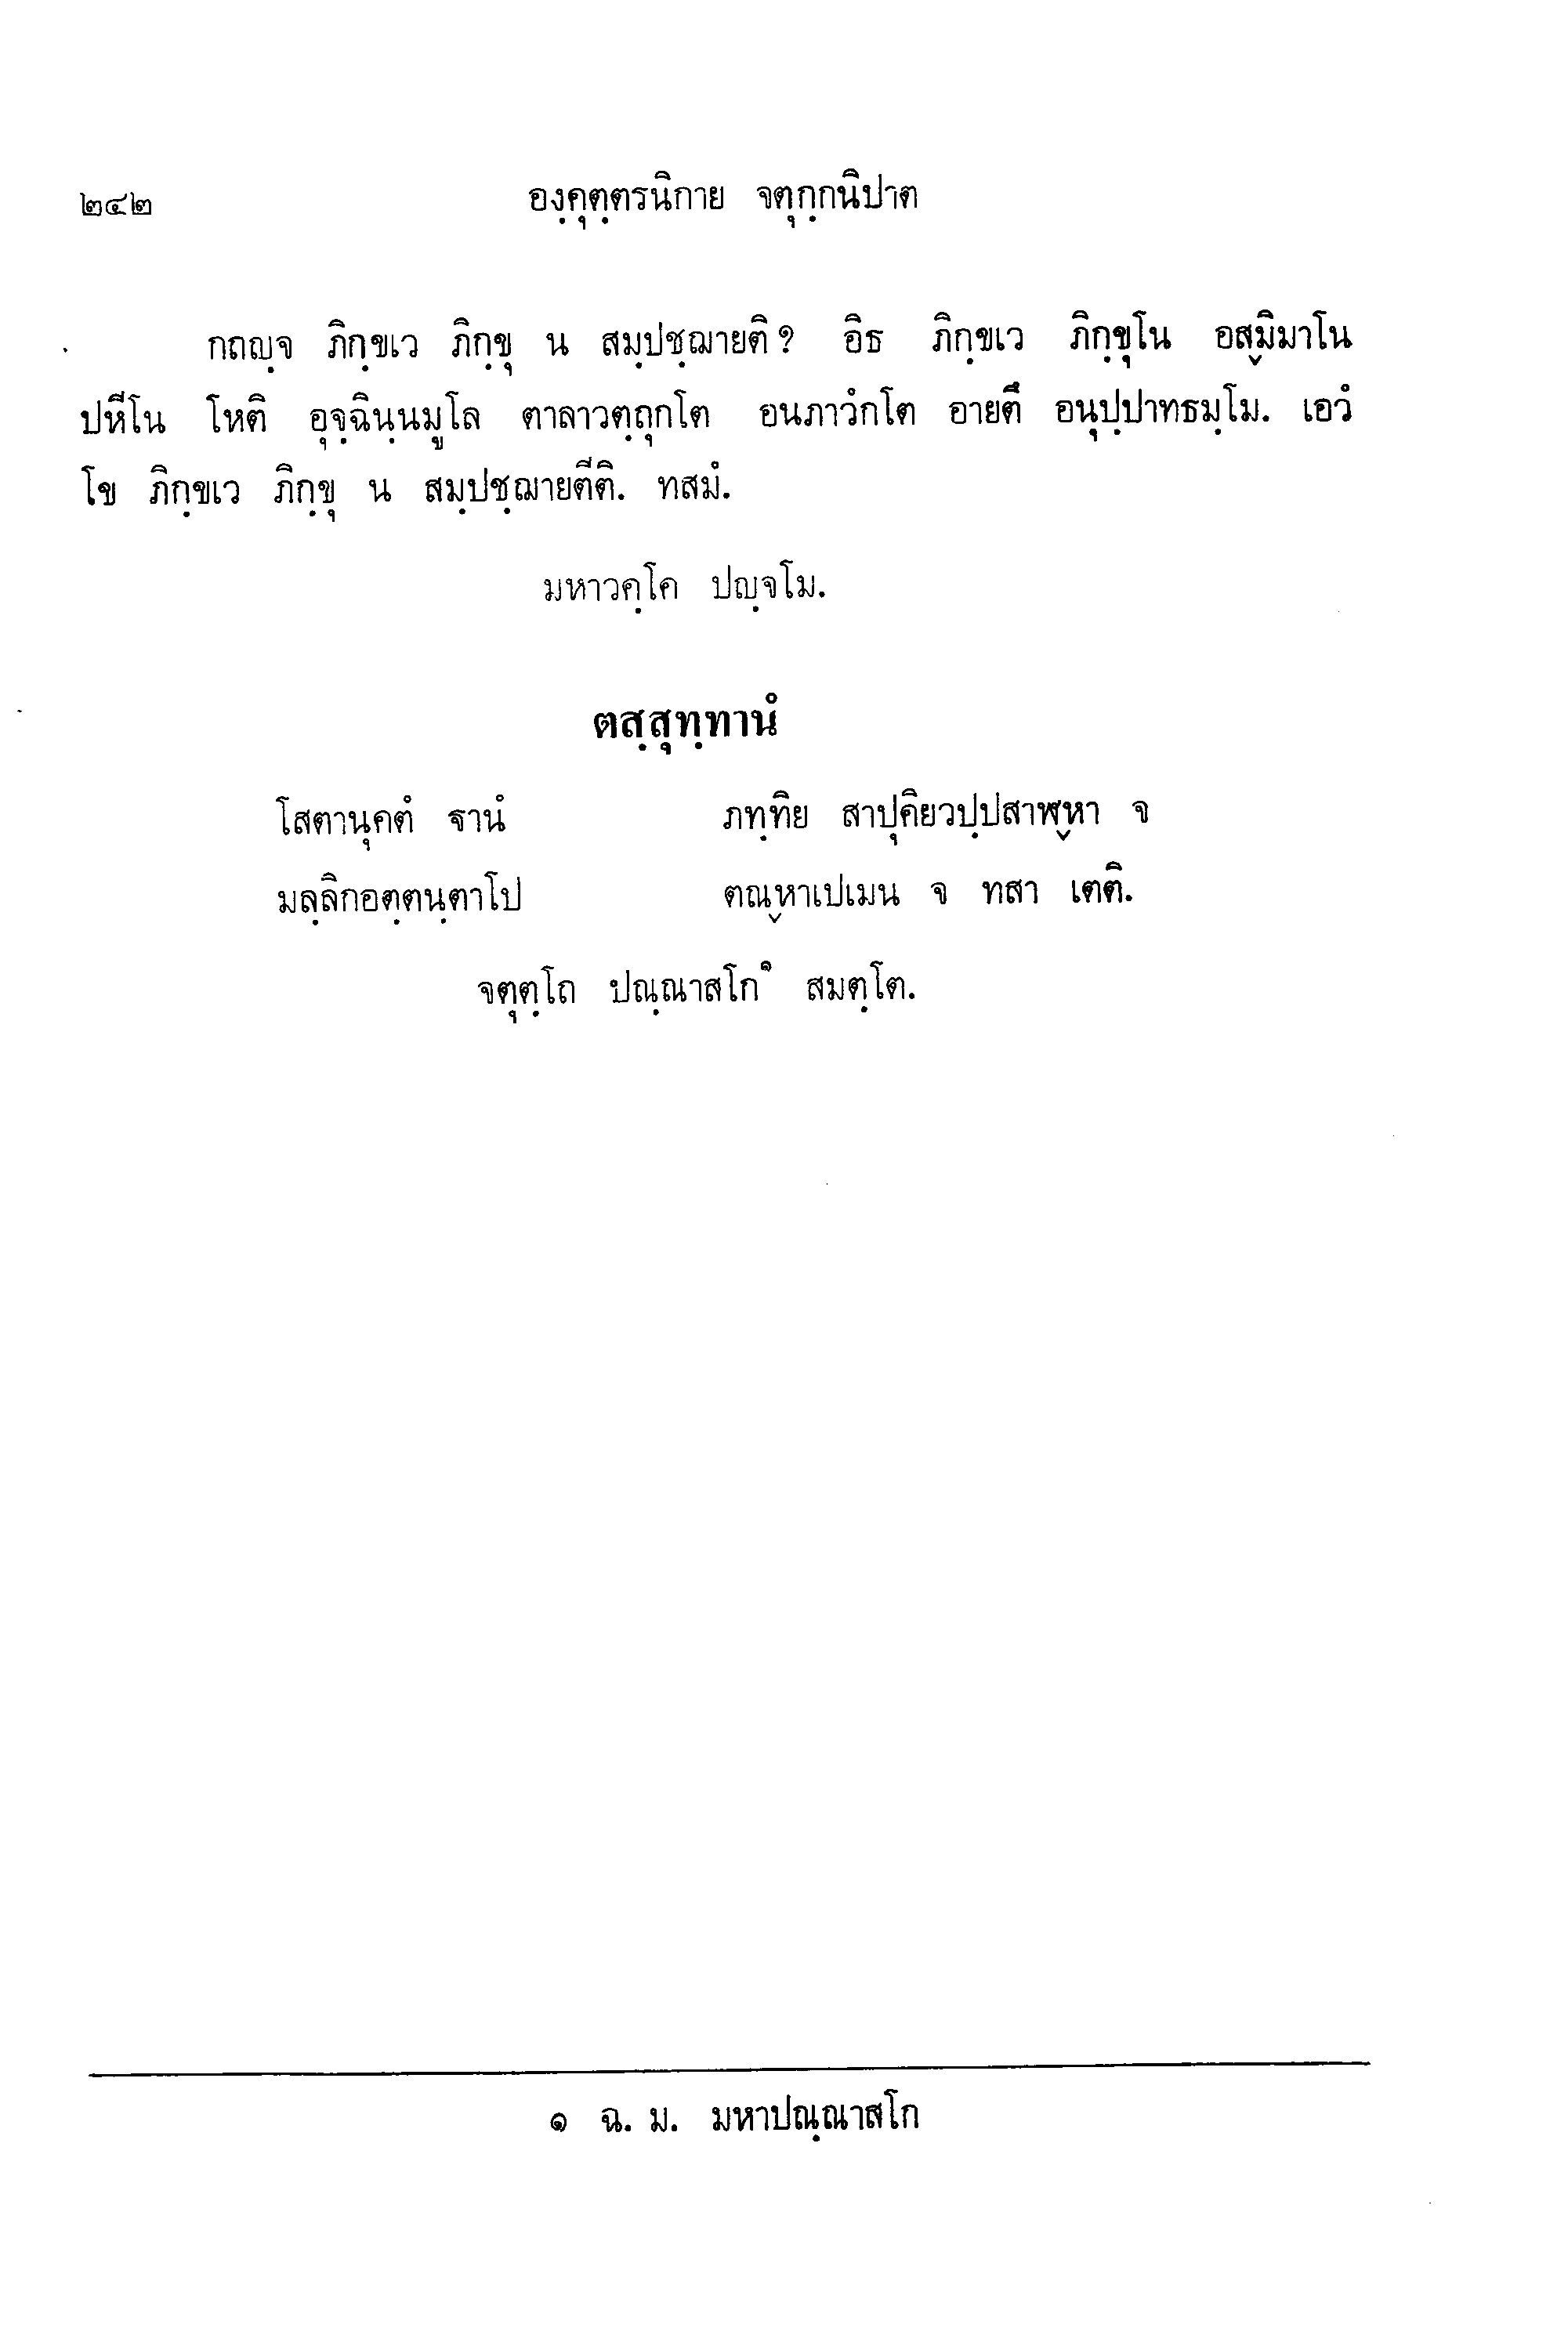 ๒๔๒ องฺคุตฺตรนิกาย จตุกฺกนิปาต
กถญฺจ ภิกฺขเว ภิกฺขุ น สมฺปชฺฌายติ? อิธ ภิกฺขเว ภิกฺขุโน อสฺมิมาโน
ปหีโน โหติ อุจฺฉินฺนมูโล ตาลาวตฺถุกโต อนภาวํกโต อายตึ อนุปฺปาทธมฺโม. เอวํ
โข ภิกฺขเว ภิกฺขุ น สมฺปชฺฌายตีติ. ทสมํ.
มหาวคฺโค ปญฺจโม.
ตสฺสุทฺทานํ
โสตานุคตํ ฐานํ ภทฺทิย สาปุคิยวปฺปสาฬฺหา จ
มลฺลิกอตฺตนฺตาโป ตณฺหาเปเมน จ ทสา เตติ.
จตุตฺโถ ปณฺณาสโก๑ สมตฺโต.
๑ ฉ. ม. มหาปณฺณาสโก